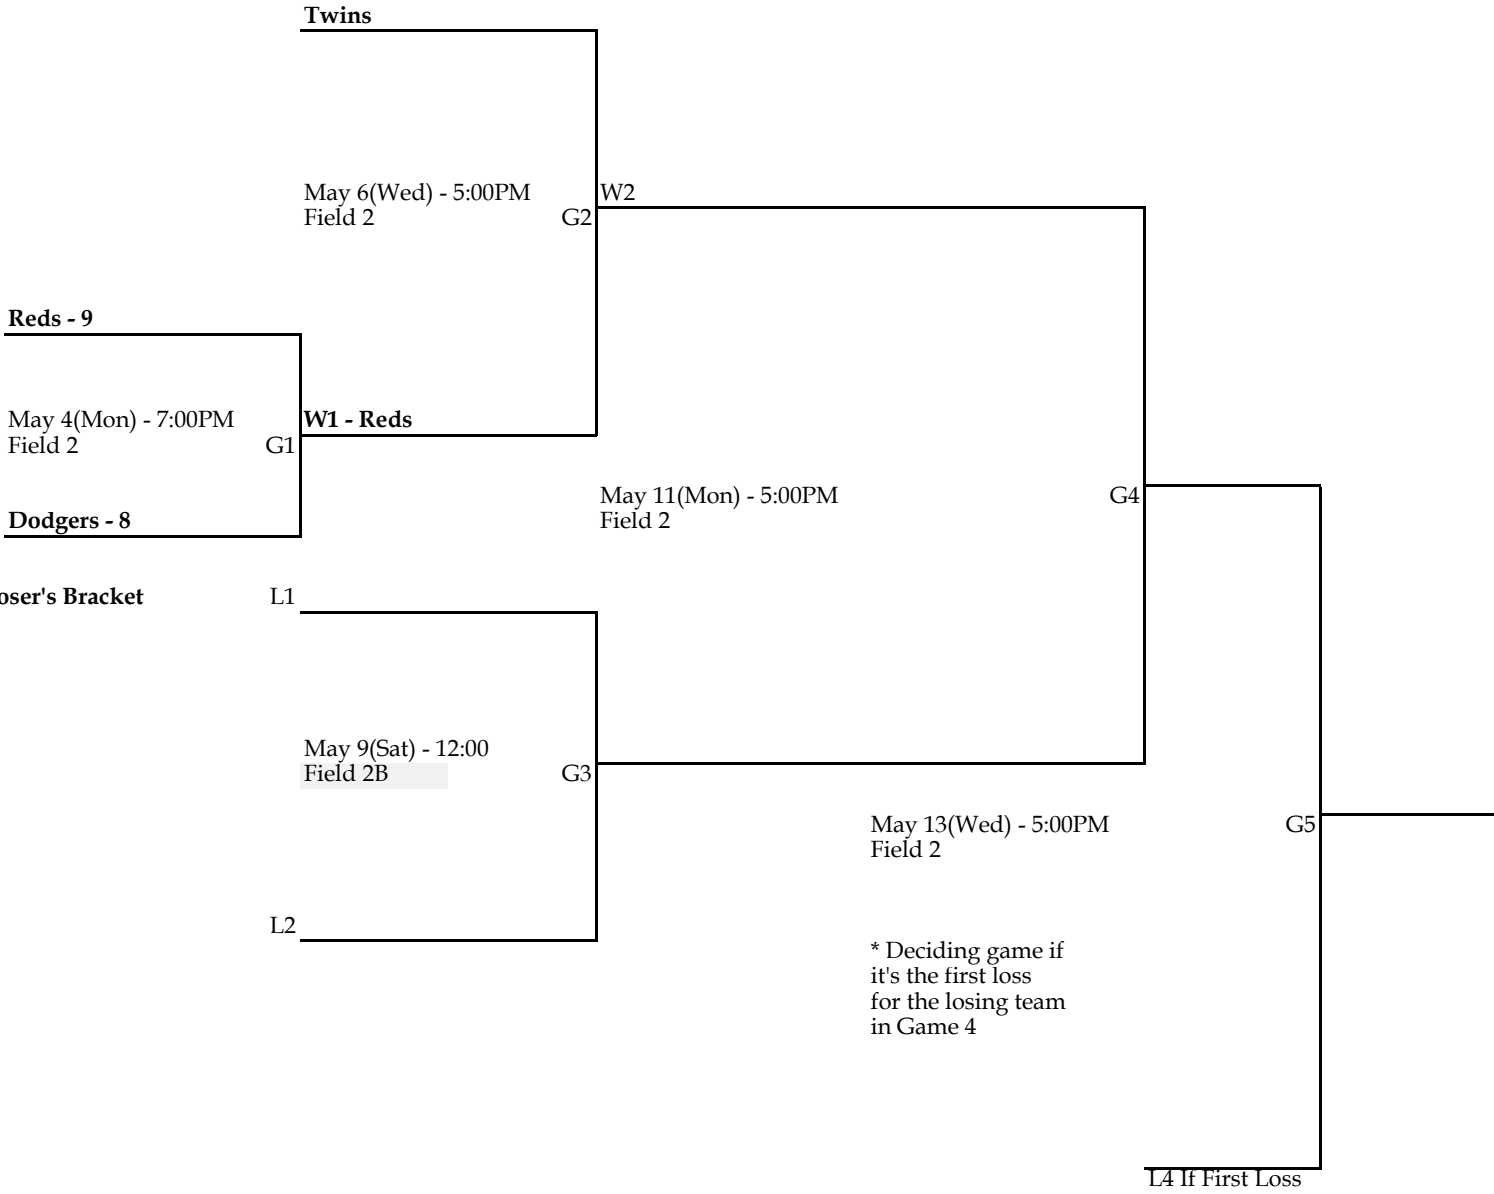 Twins
May 6(Wed) - 5:00PM
W2
Field 2
G2
Reds - 9
May 4(Mon) - 7:00PM
W1 - Reds
Field 2
G1
May 11(Mon) - 5:00PM
G4
Field 2
Dodgers - 8
oser's Bracket
L1
May 9(Sat) - 12:00
Field 2B
G3
May 13(Wed) - 5:00PM
G5
Field 2
L2
* Deciding game if
it's the first loss
for the losing team
in Game 4
L4 If First Loss